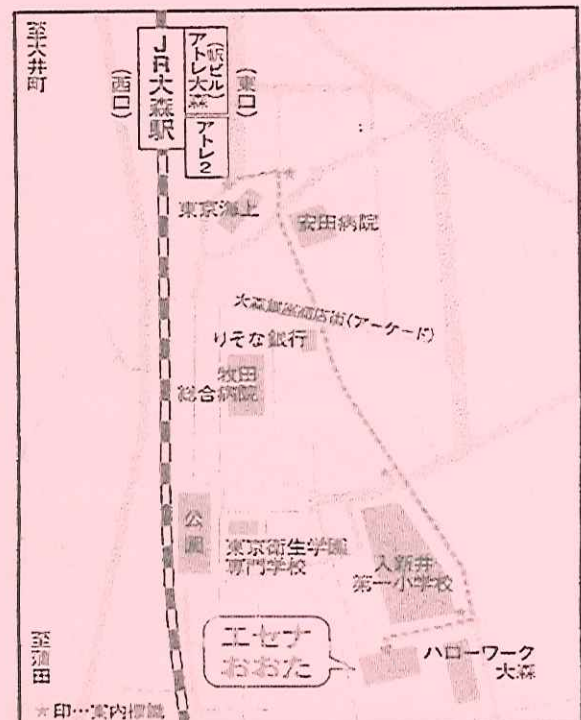 至大井町
(西口)
JR大森駅
(駅ビル)
アトレ大森
アトレ2
(東口)
東京海上
安田病院
大森銀座商店街(アーケード)
りそな銀行
牧田
総合病院
公園
東京衛生学園
専門学校
入新井
第一小学校
エセナ
おおた
ハローワーク
大森
至蒲田
★印…案内標識